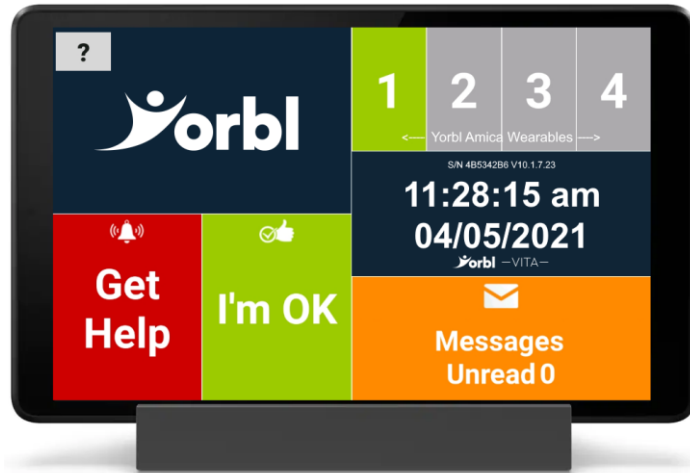 ?
Yorbl
1 2 3 4
<---- Yorbl Amica Wearables ---->
S/N 4B5342B6 V10.1.7.23
11:28:15 am
04/05/2021
Yorbl –VITA–
Get
Help
I'm OK
Messages
Unread 0